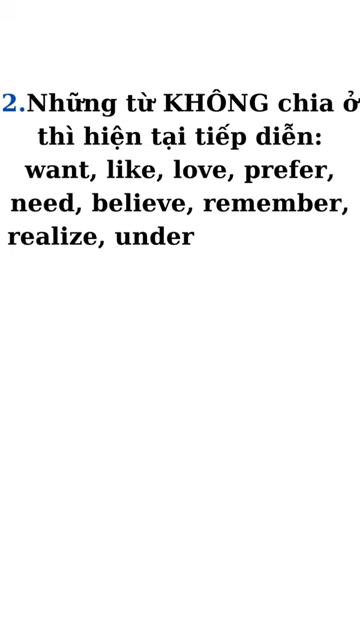 2.Những từ KHÔNG chia ở
thì hiện tại tiếp diễn:
want, like, love, prefer,
need, believe, remember,
realize, under